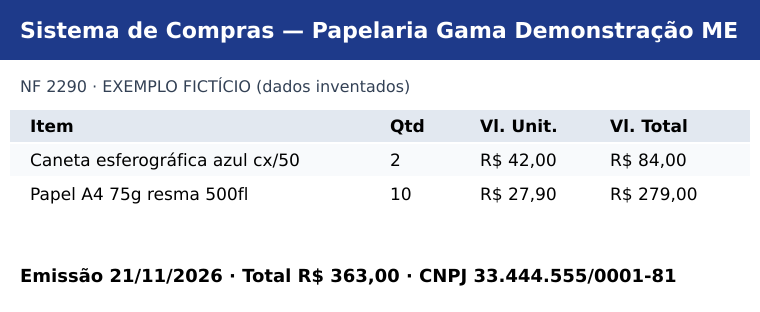 Sistema de Compras — Papelaria Gama Demonstração ME
NF 2290 · EXEMPLO FICTÍCIO (dados inventados)
Item Qtd Vl. Unit. Vl. Total
Caneta esferográfica azul cx/50 2 R$ 42,00 R$ 84,00
Papel A4 75g resma 500fl 10 R$ 27,90 R$ 279,00
Emissão 21/11/2026 · Total R$ 363,00 · CNPJ 33.444.555/0001-81